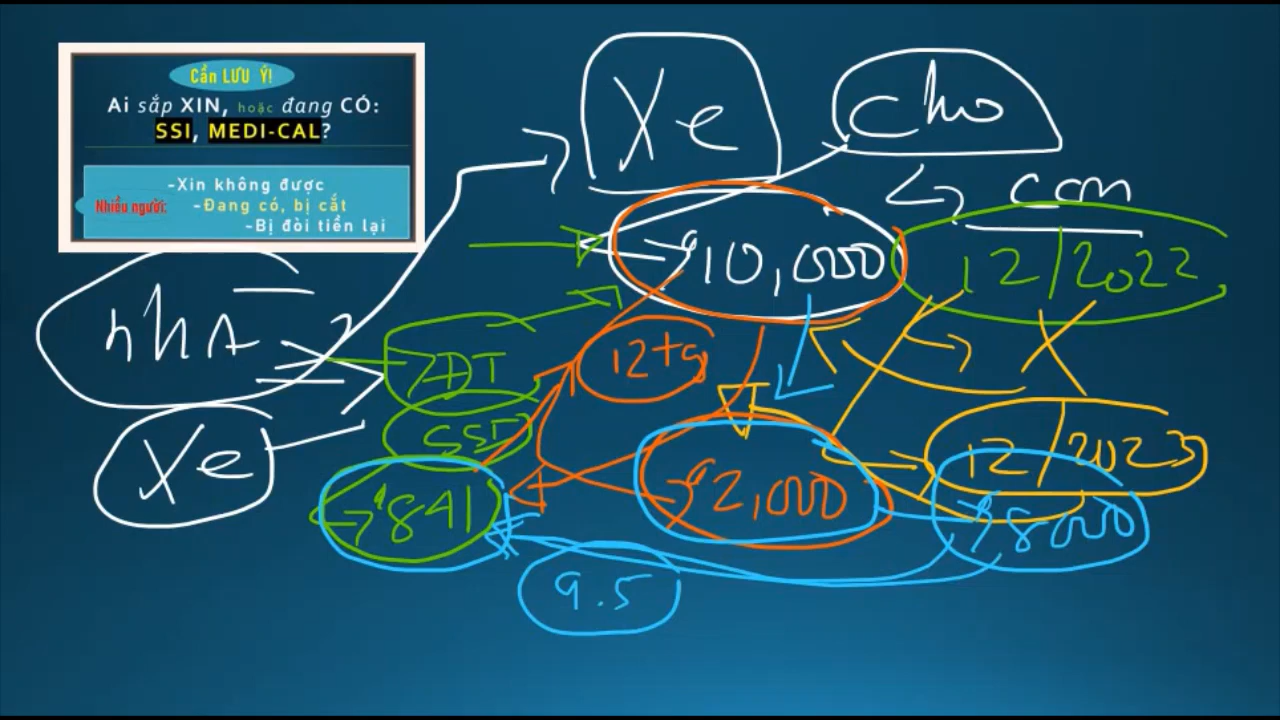 Cần LƯU Ý!
Ai sắp XIN, hoặc đang CÓ:
SSI, MEDI-CAL?
-Xin không được
Nhiều người: -Đang có, bị cắt
-Bị đòi tiền lại
Xe
cho
con
$10,000
12/2022
nhà
12+9
X
Xe
SSI
12/2023
$841
$2,000
$8000
9.5